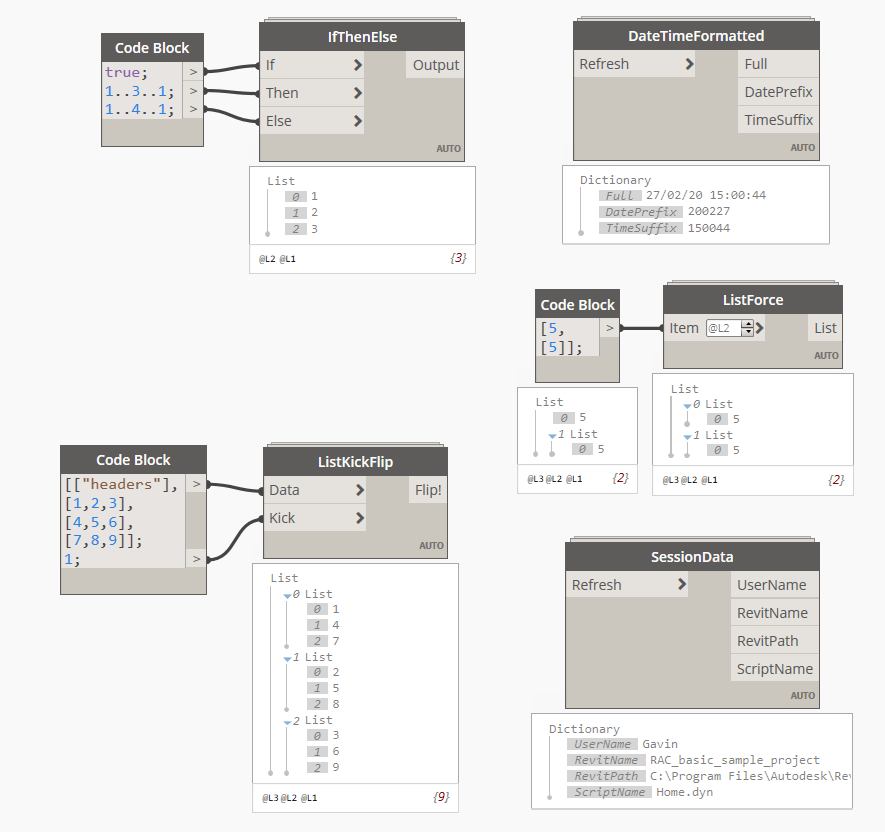 Code Block
true;
>
1..3..1;
>
1..4..1;
>
IfThenElse
If
>
Output
Then
>
Else
>
AUTO
List
0 1
1 2
2 3
@L2 @L1
{3}
DateTimeFormatted
Refresh
>
Full
DatePrefix
TimeSuffix
AUTO
Dictionary
Full 27/02/20 15:00:44
DatePrefix 200227
TimeSuffix 150044
Code Block
[5,
>
[5]];
List
0 5
1 List
0 5
@L3 @L2 @L1
{2}
ListForce
Item @L2
>
List
AUTO
List
0 List
0 5
1 List
0 5
@L3 @L2 @L1
{2}
Code Block
[["headers"],
>
[1,2,3],
[4,5,6],
[7,8,9]];
1;
>
ListKickFlip
Data
>
Flip!
Kick
>
AUTO
List
0 List
0 1
1 4
2 7
1 List
0 2
1 5
2 8
2 List
0 3
1 6
2 9
@L3 @L2 @L1
{9}
SessionData
Refresh
>
UserName
RevitName
RevitPath
ScriptName
AUTO
Dictionary
UserName Gavin
RevitName RAC_basic_sample_project
RevitPath C:\Program Files\Autodesk\Rev
ScriptName Home.dyn